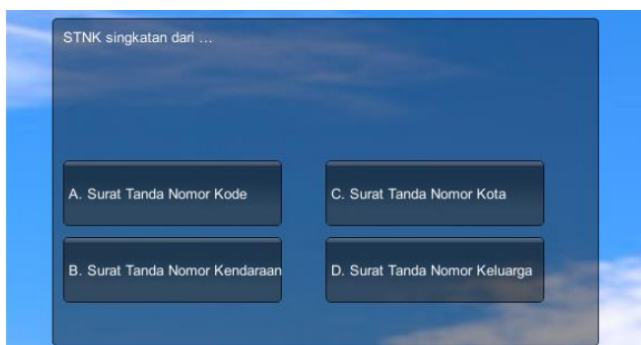 STNK singkatan dari ...
A. Surat Tanda Nomor Kode
C. Surat Tanda Nomor Kota
B. Surat Tanda Nomor Kendaraan
D. Surat Tanda Nomor Keluarga